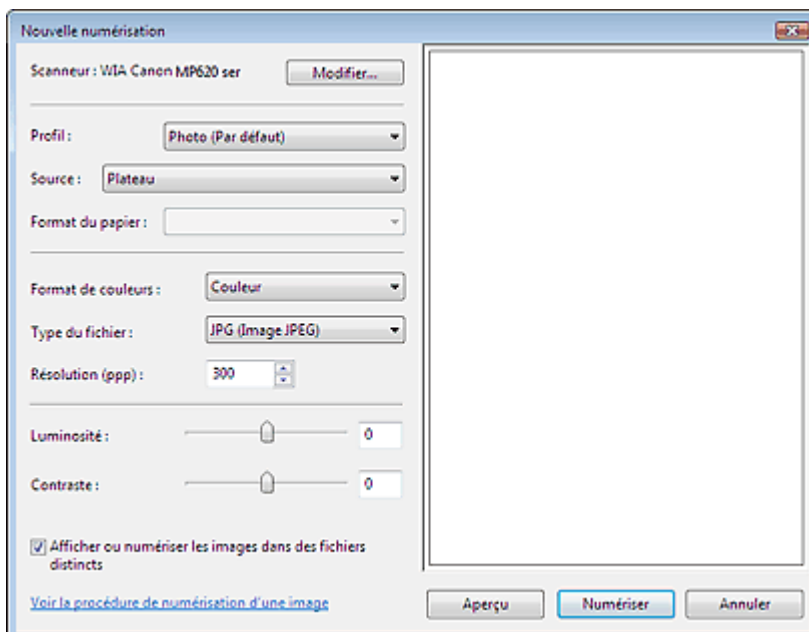 Nouvelle numérisation
Scanneur : WIA Canon MP620 ser
Modifier...
Profil :
Photo (Par défaut)
Source :
Plateau
Format du papier :
Format de couleurs :
Couleur
Type du fichier :
JPG (Image JPEG)
Résolution (ppp) :
300
Luminosité :
0
Contraste :
0
Afficher ou numériser les images dans des fichiers
distincts
Voir la procédure de numérisation d'une image
Aperçu
Numériser
Annuler